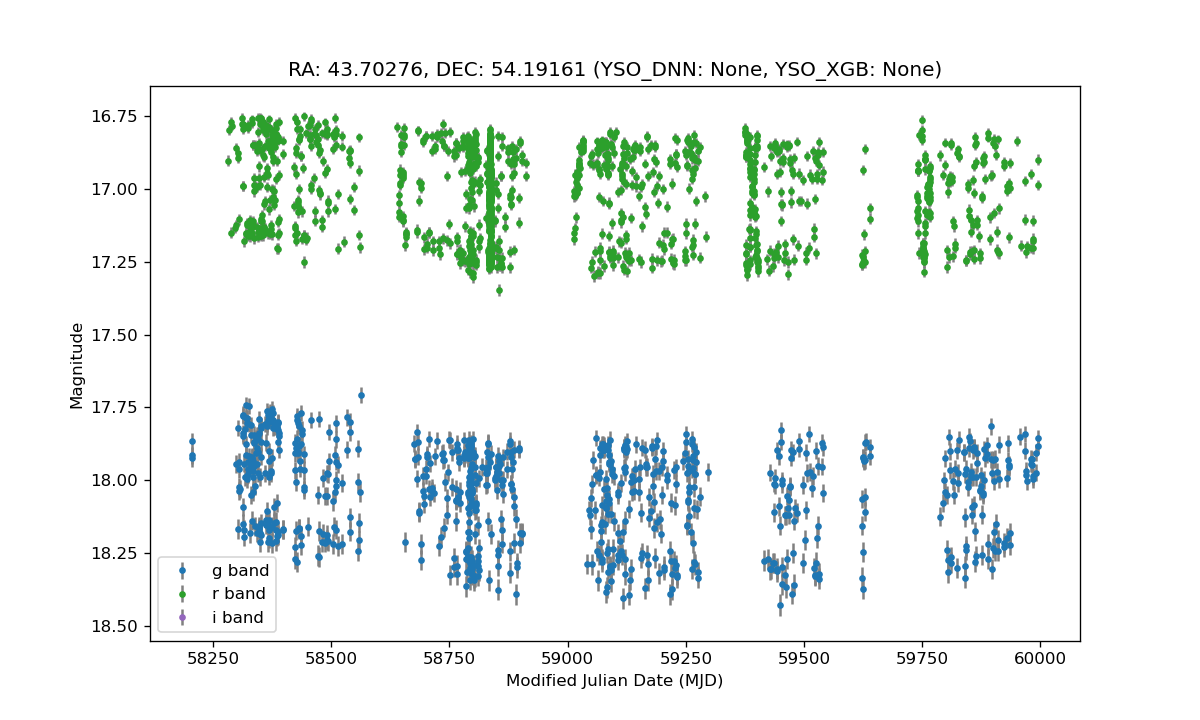 RA: 43.70276, DEC: 54.19161 (YSO_DNN: None, YSO_XGB: None)
16.75
17.00
17.25
17.50
17.75
18.00
18.25
18.50
Magnitude
g band
r band
i band
58250
58500
58750
59000
59250
59500
59750
60000
Modified Julian Date (MJD)